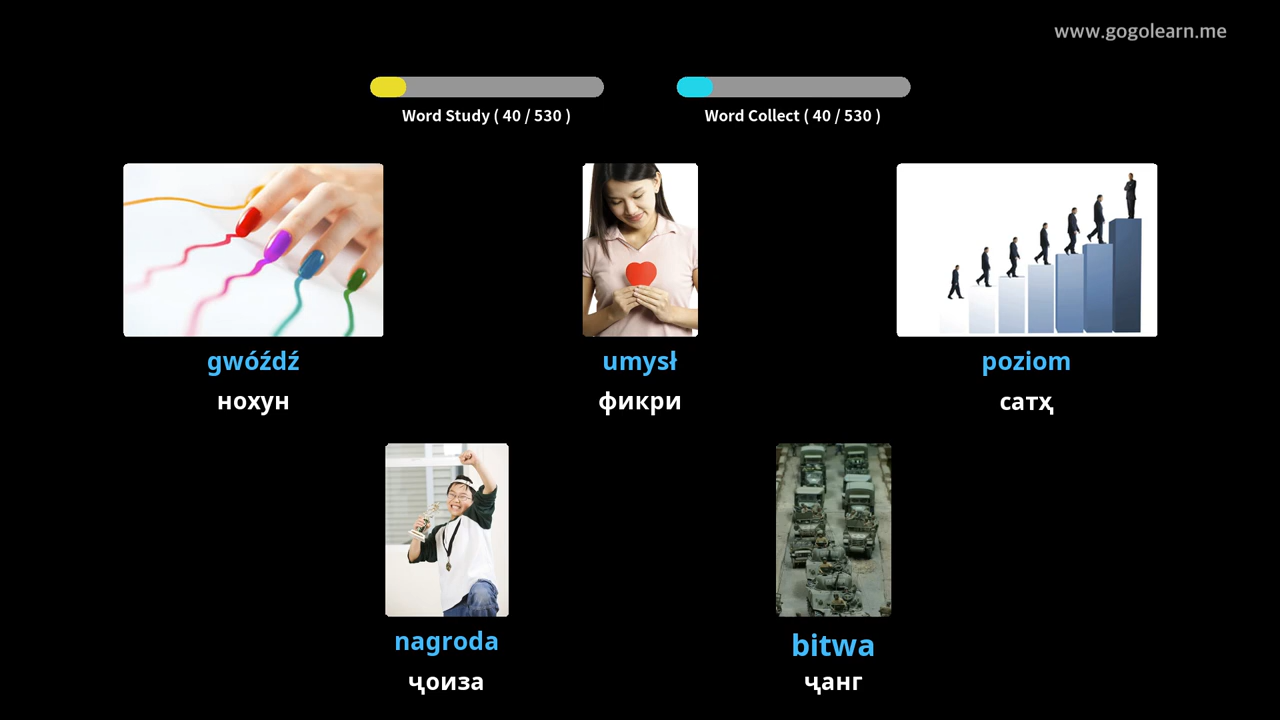 www.gogolearn.me
Word Study ( 40 / 530 )
Word Collect ( 40 / 530 )
gwóźdź
нохун
umysł
фикри
poziom
сатҳ
nagroda
ҷоиза
bitwa
ҷанг